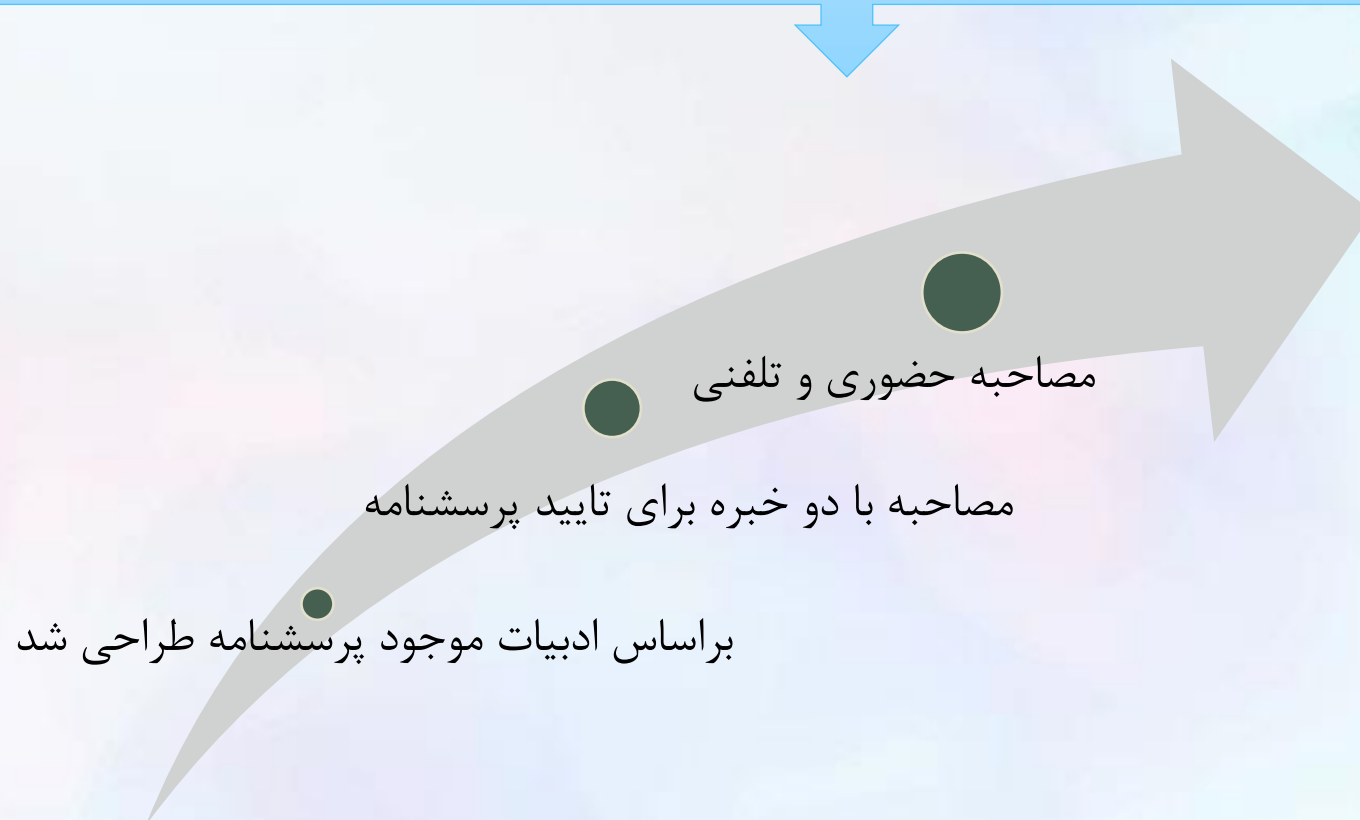 مصاحبه حضوری و تلفنی
مصاحبه با دو خبره برای تایید پرسشنامه
براساس ادبیات موجود پرسشنامه طراحی شد